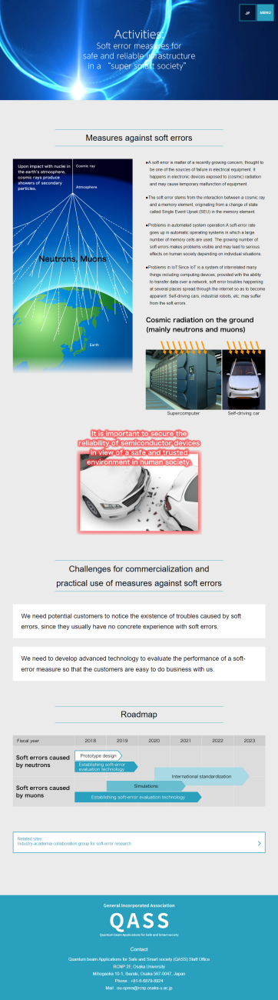 JP
MENU
Activities:
Soft error measures for
safe and reliable infrastructure
in a “super smart society”
Measures against soft errors
Upon impact with nuclei in
the earth's atmosphere,
cosmic rays produce
showers of secondary
particles.
Cosmic ray
Atmosphere
Neutrons, Muons
Earth
●A soft error is matter of a recently growing concern, thought to
be one of the sources of failure in electrical equipment. It
happens in electronic devices exposed to (cosmic) radiation
and may cause temporary malfunction of equipment.
●The soft error stems from the interaction between a cosmic ray
and a memory element, originating from a change of state
called Single Event Upset (SEU) in the memory element.
●Problems in automated system operation:A soft-error rate
goes up in automatic operating systems in which a large
number of memory cells are used. The growing number of
soft errors makes problems visible and may lead to serious
effects on human society depending on individual situations.
●Problems in IoT:Since IoT is a system of interrelated many
things including computing devices, provided with the ability
to transfer data over a network, soft error troubles happening
at several places spread through the internet so as to become
apparent. Self-driving cars, industrial robots, etc. may suffer
from the soft errors.
Cosmic radiation on the ground
(mainly neutrons and muons)
Supercomputer
Self-driving car
It is important to secure the
reliability of semiconductor devices
in view of a safe and trusted
environment in human society.
Challenges for commercialization and
practical use of measures against soft errors
We need potential customers to notice the existence of troubles caused by soft
errors, since they usually have no concrete experience with soft errors.
We need to develop advanced technology to evaluate the performance of a soft-
error measure so that the customers are easy to do business with us.
Roadmap
Fiscal year 2018 2019 2020 2021 2022 2023
Soft errors caused
by neutrons
Prototype design
Establishing soft-error
evaluation technology
International standardization
Soft errors caused
by muons
Simulations
Establishing soft-error evaluation technology
Related sites:
Industry-academia collaboration group for soft-error research
General Incorporated Association
QASS
Quantum beam Applications for Safe and Smart society
Contact
Quantum beam Applications for Safe and Smart society (QASS) Staff Office
RCNP 2F, Osaka University
Mihogaoka 10-1, Ibaraki, Osaka 567-0047, Japan
Phone : +81-6-6879-8924
Mail : ou-opera@rcnp.osaka-u.ac.jp